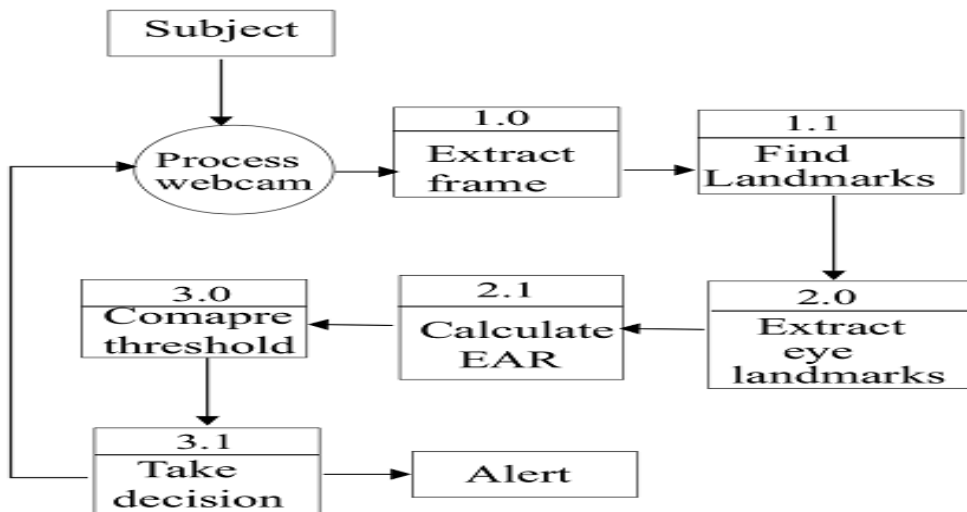 Subject
Process
webcam
1.0
Extract
frame
1.1
Find
Landmarks
2.0
Extract
eye
landmarks
2.1
Calculate
EAR
3.0
Comapre
threshold
3.1
Take
decision
Alert